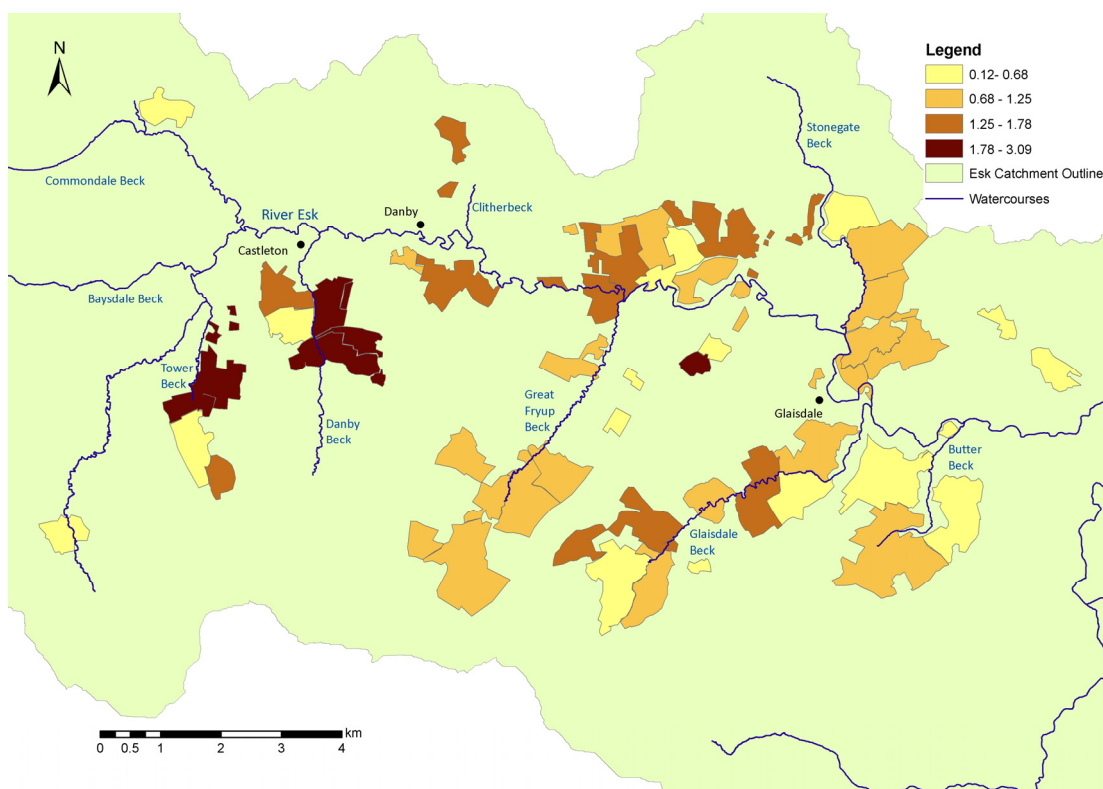 N
Legend
0.12- 0.68
0.68 - 1.25
1.25 - 1.78
1.78 - 3.09
Esk Catchment Outline
Watercourses
Stonegate
Beck
Commondale Beck
River Esk
Danby
Clitherbeck
Castleton
Baysdale Beck
Tower
Beck
Danby
Beck
Great
Fryup
Beck
Glaisdale
Butter
Beck
Glaisdale
Beck
km
0 0.5 1 2 3 4